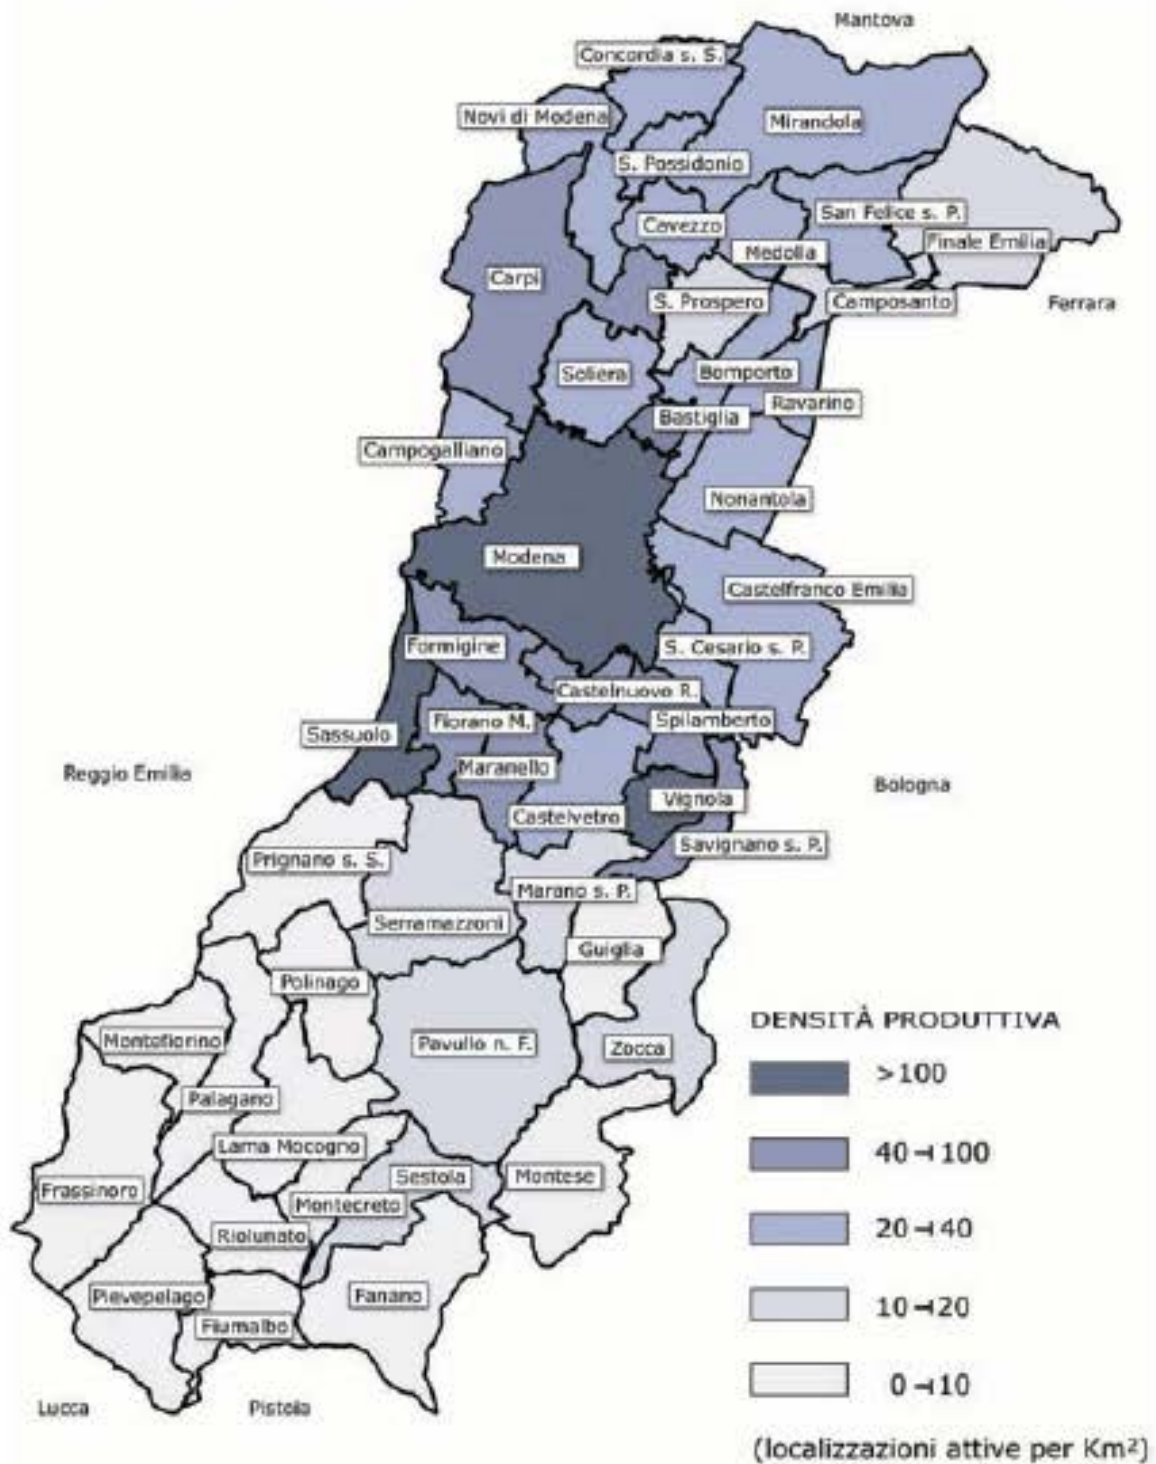 Mantova
Concordia s. S.
Novi di Modena
Mirandola
S. Possidonio
San Felice s. P.
Cavezzo
Finale Emilia
Medolla
Carpi
S. Prospero
Camposanto
Ferrara
Soliera
Bomporto
Ravarino
Bastiglia
Campogalliano
Nonantola
Modena
Castelfranco Emilia
Formigine
S. Cesario s. P.
Castelnuovo R.
Fiorano M.
Spilamberto
Sassuolo
Maranello
Reggio Emilia
Bologna
Vignola
Castelvetro
Savignano s. P.
Prignano s. S.
Marano s. P.
Serramazzoni
Guiglia
Polinago
Montefiorino
Pavullo n. F.
Zocca
Palagano
Lama Mocogno
Sestola
Montese
Frassinoro
Montecreto
Riolunato
Pievepelago
Fanano
Fiumalbo
Lucca
Pistoia
DENSITÀ PRODUTTIVA
>100
40⊣100
20⊣40
10⊣20
0⊣10
(localizzazioni attive per Km²)